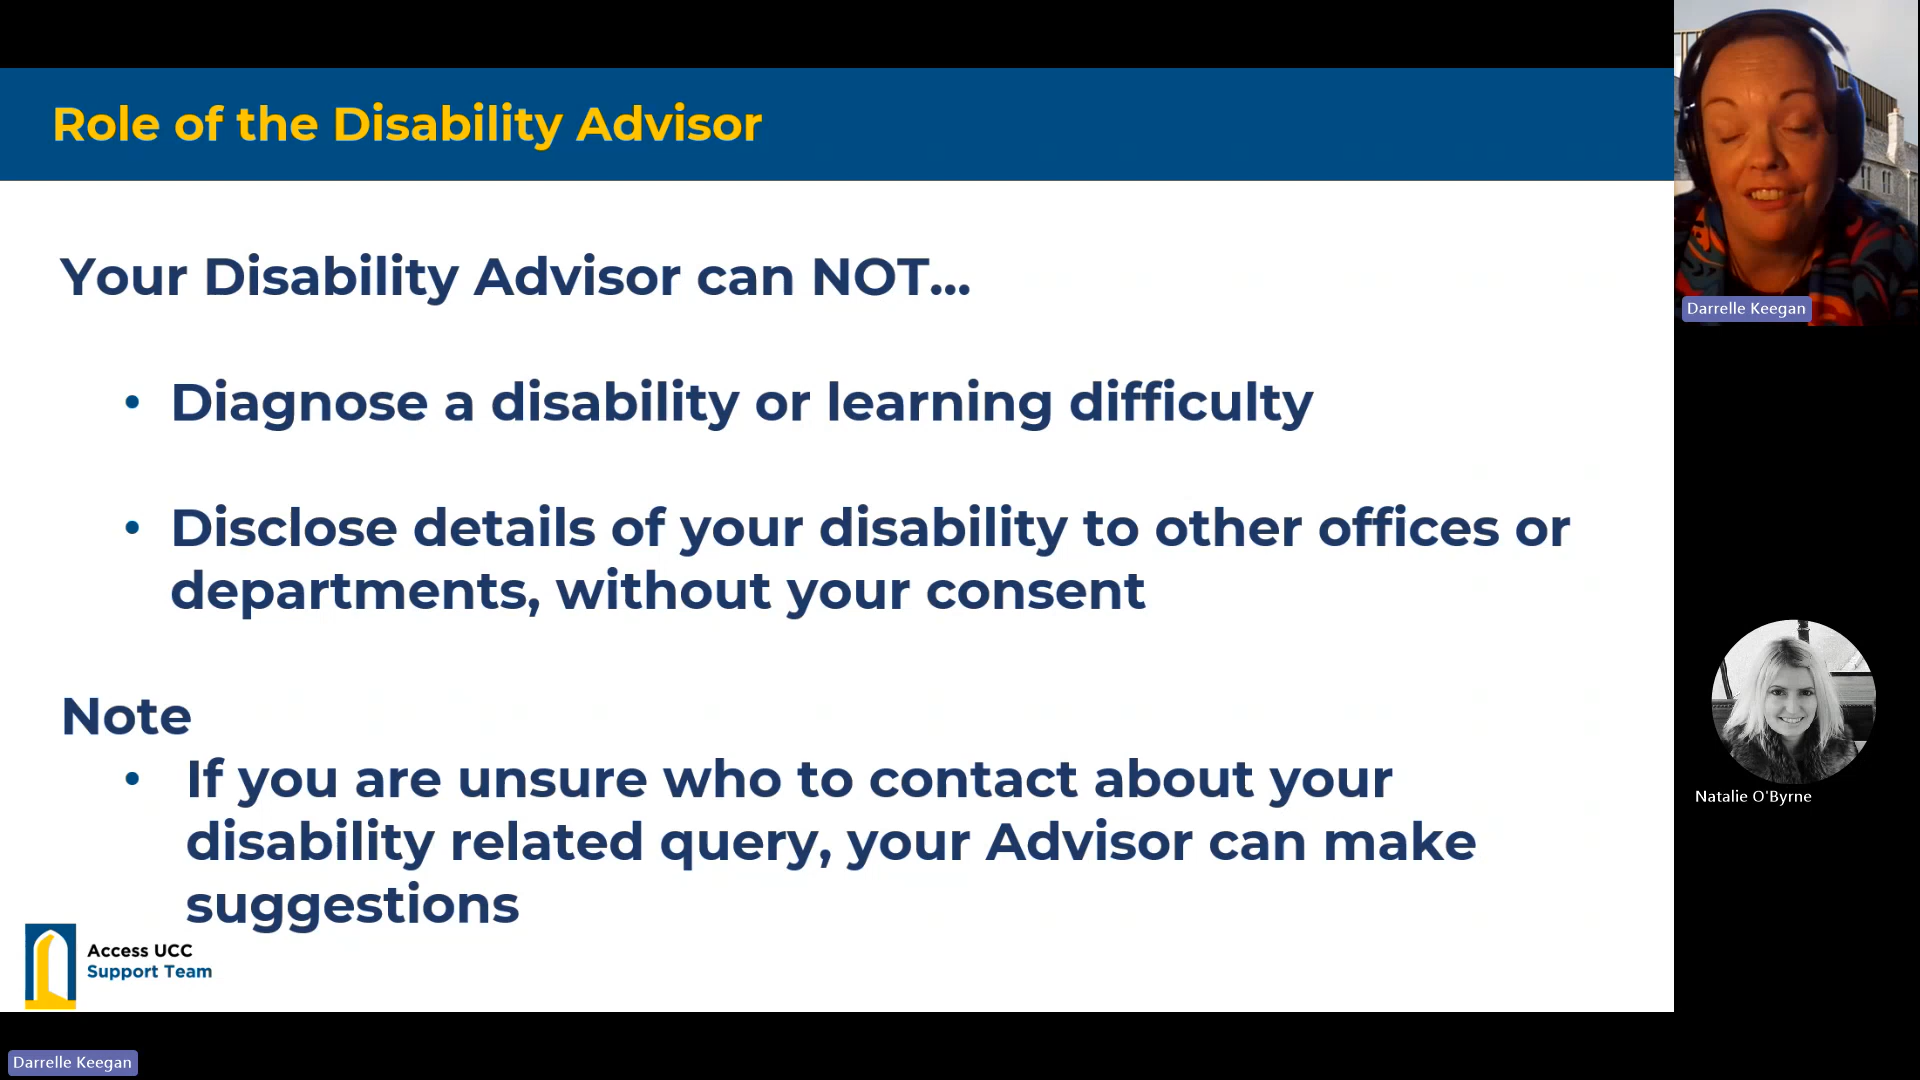 Role of the Disability Advisor
Your Disability Advisor can NOT...
• Diagnose a disability or learning difficulty
• Disclose details of your disability to other offices or
departments, without your consent
Note
• If you are unsure who to contact about your
disability related query, your Advisor can make
suggestions
Access UCC
Support Team
Darrelle Keegan
Natalie O'Byrne
Darrelle Keegan